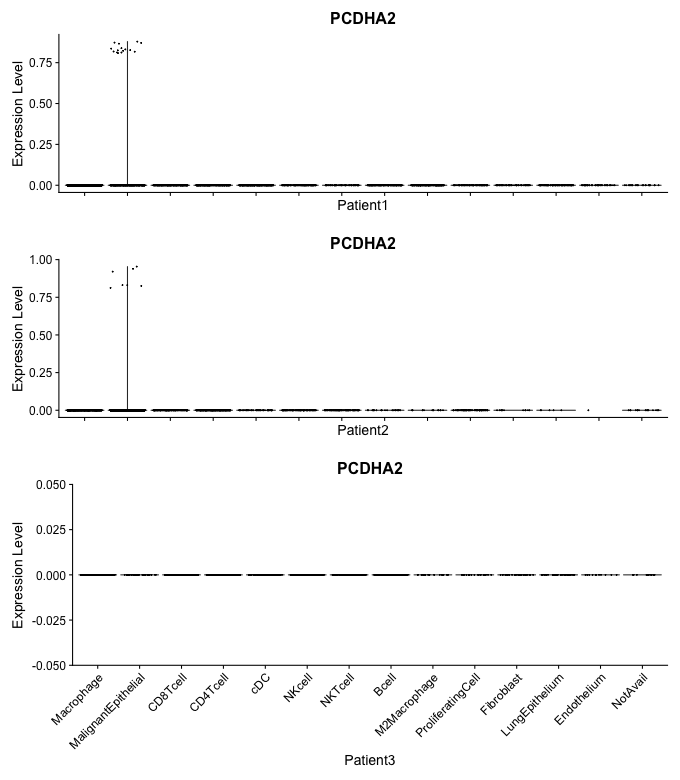 PCDHA2
Expression Level
0.75
0.50
0.25
0.00
Patient1
PCDHA2
Expression Level
1.00
0.75
0.50
0.25
0.00
Patient2
PCDHA2
Expression Level
0.050
0.025
0.000
-0.025
-0.050
Macrophage
MalignantEpithelial
CD8Tcell
CD4Tcell
cDC
NKcell
NKTcell
Bcell
M2Macrophage
ProliferatingCell
Fibroblast
LungEpithelium
Endothelium
NotAvail
Patient3